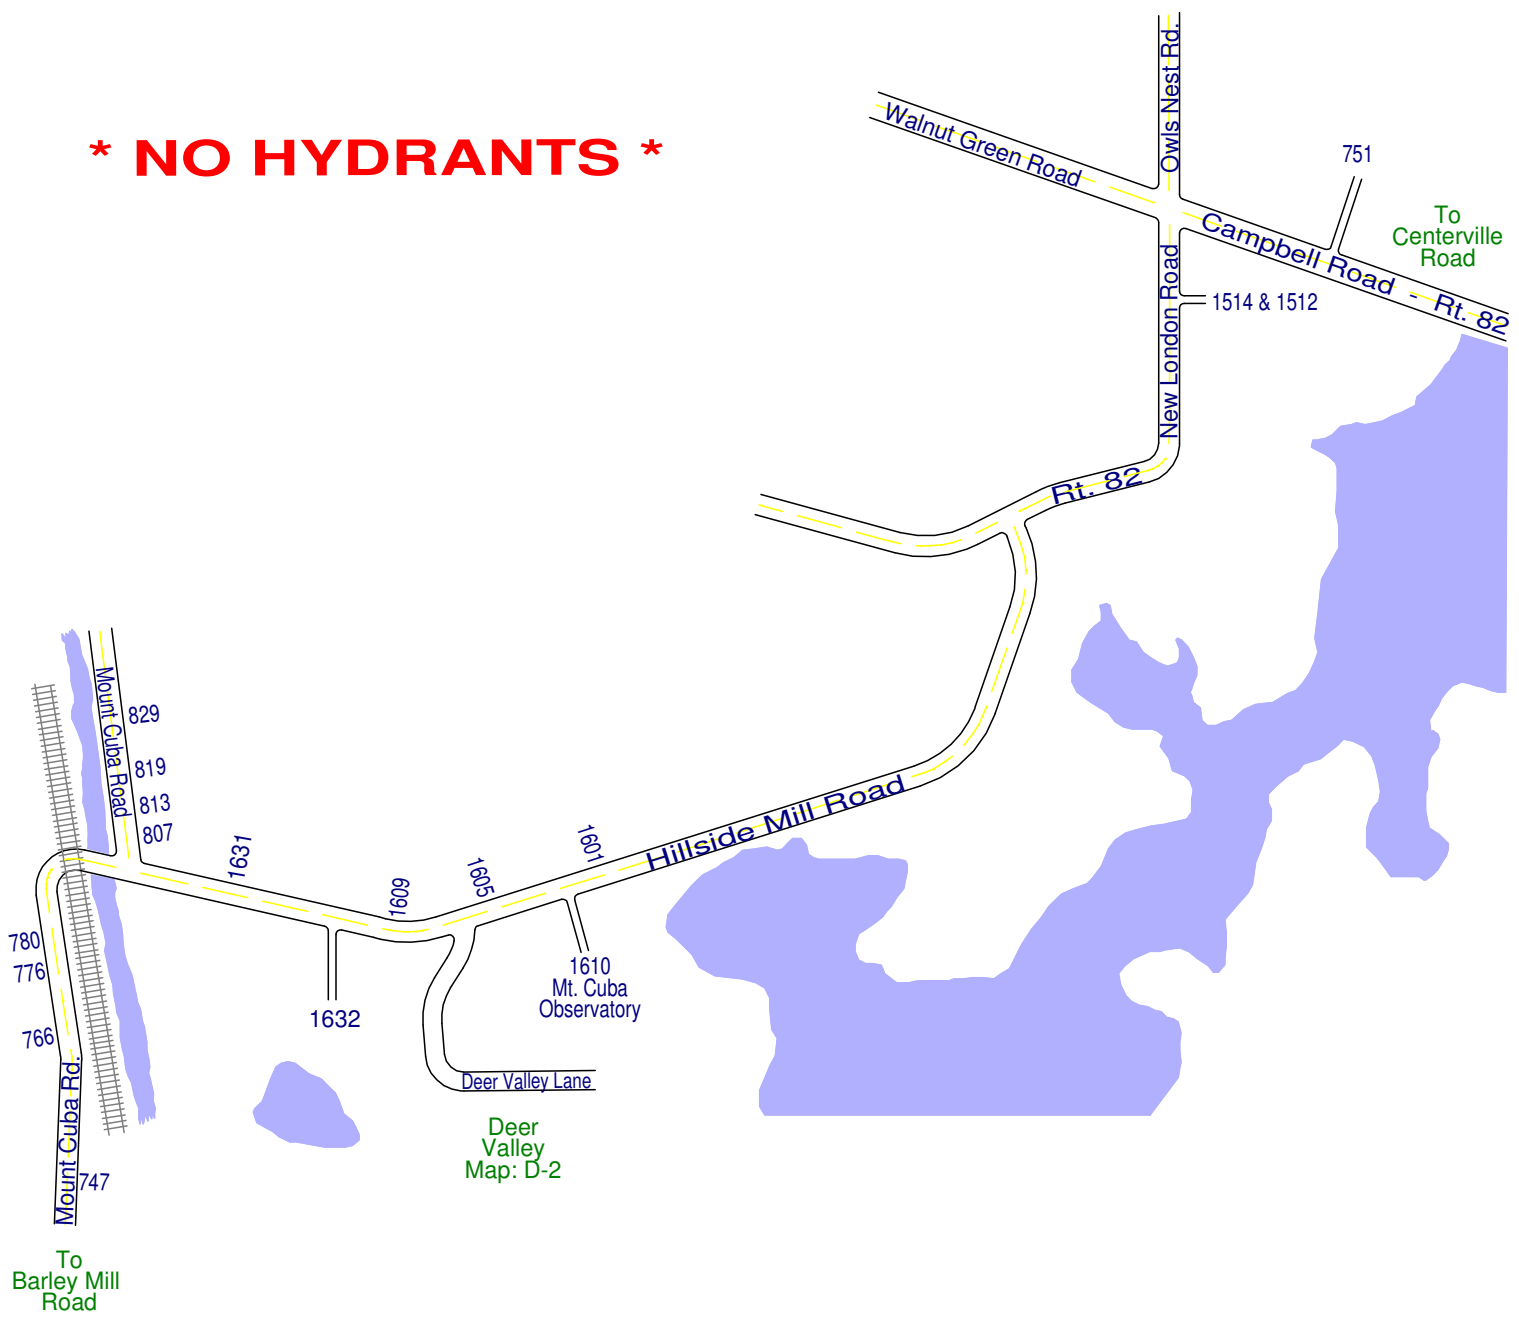 Owls Nest Rd.
Walnut Green Road
* NO HYDRANTS *
751
To
Centerville
Road
Campbell Road - Rt. 82
New London Road
1514 & 1512
Rt. 82
Mount Cuba Road
829
819
813
807
1631
1609
1605
1601
Hillside Mill Road
780
776
766
1632
1610
Mt. Cuba
Observatory
Mount Cuba Rd.
Deer Valley Lane
Deer
Valley
Map: D-2
747
To
Barley Mill
Road